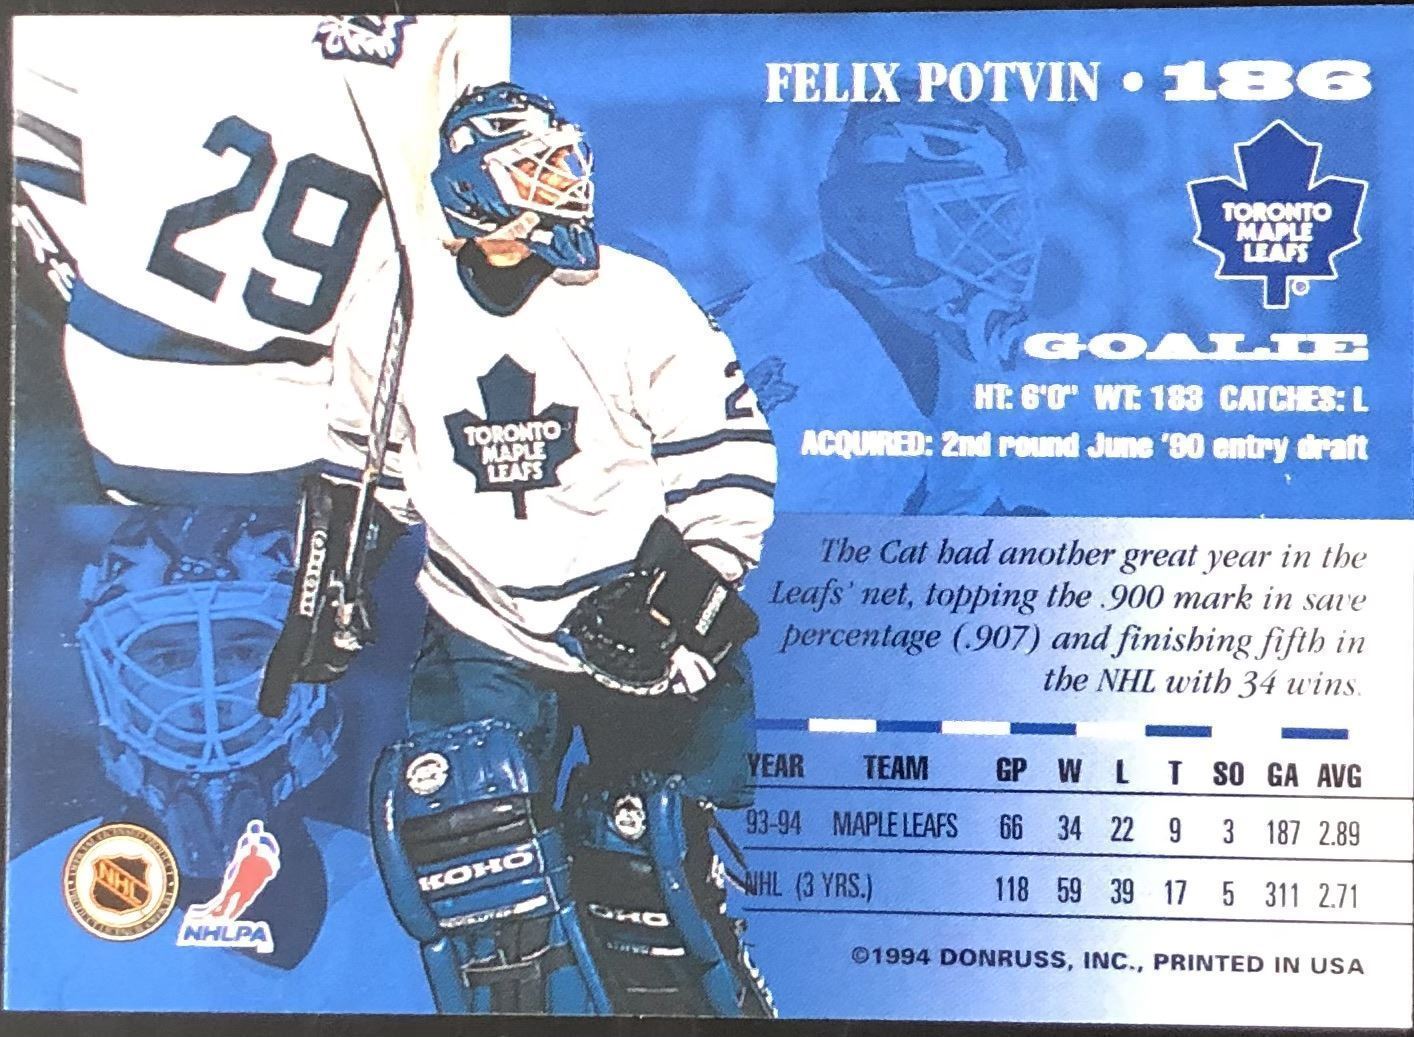 FELIX POTVIN • 186
TORONTO
MAPLE
LEAFS
GOALIE
HT: 6'0" WT: 183 CATCHES: L
ACQUIRED: 2nd round June '90 entry draft
29
TORONTO
MAPLE
LEAFS
2
The Cat had another great year in the
Leafs' net, topping the .900 mark in save
percentage (.907) and finishing fifth in
the NHL with 34 wins.
YEAR TEAM GP W L T SO GA AVG
93-94 MAPLE LEAFS 66 34 22 9 3 187 2.89
NHL (3 YRS.) 118 59 39 17 5 311 2.71
KOHO
OHO
NHL
NHLPA
©1994 DONRUSS, INC., PRINTED IN USA